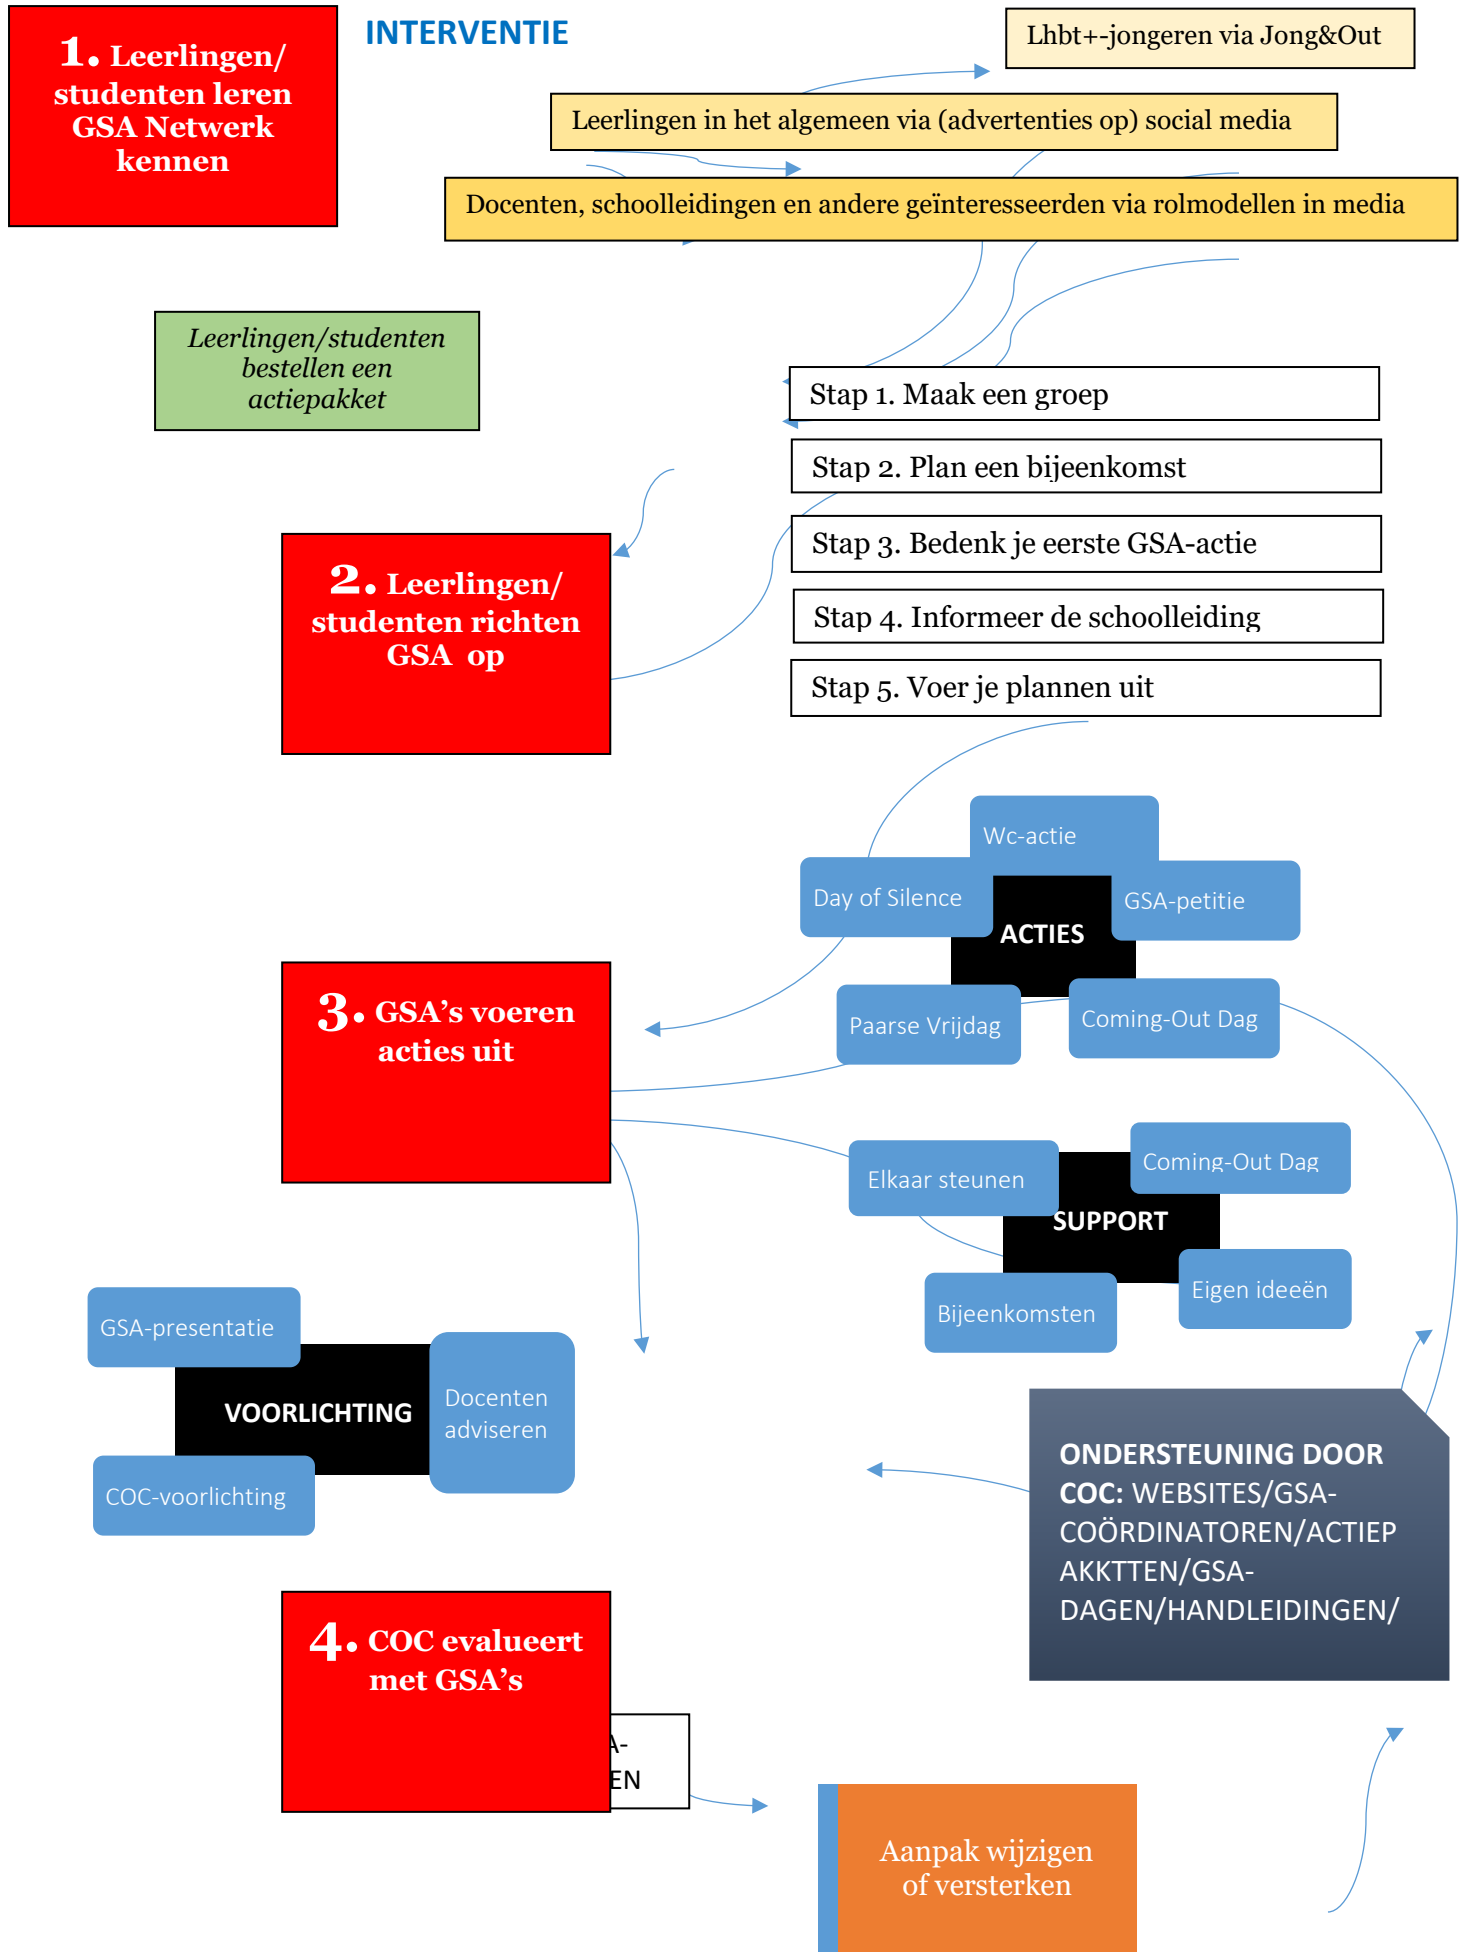 1. Leerlingen/
studenten leren
GSA Netwerk
kennen
INTERVENTIE
Lhbt+-jongeren via Jong&Out
Leerlingen in het algemeen via (advertenties op) social media
Docenten, schoolleidingen en andere geïnteresseerden via rolmodellen in media
Leerlingen/studenten
bestellen een
actiepakket
Stap 1. Maak een groep
Stap 2. Plan een bijeenkomst
Stap 3. Bedenk je eerste GSA-actie
Stap 4. Informeer de schoolleiding
Stap 5. Voer je plannen uit
2. Leerlingen/
studenten richten
GSA  op
Wc-actie
Day of Silence
GSA-petitie
ACTIES
Paarse Vrijdag
Coming-Out Dag
3. GSA’s voeren
acties uit
Elkaar steunen
Coming-Out Dag
SUPPORT
Bijeenkomsten
Eigen ideeën
GSA-presentatie
VOORLICHTING
Docenten
adviseren
COC-voorlichting
ONDERSTEUNING DOOR
COC: WEBSITES/GSA-
COÖRDINATOREN/ACTIEP
AKKTTEN/GSA-
DAGEN/HANDLEIDINGEN/
4. COC evalueert
met GSA’s
A-
EN
Aanpak wijzigen
of versterken